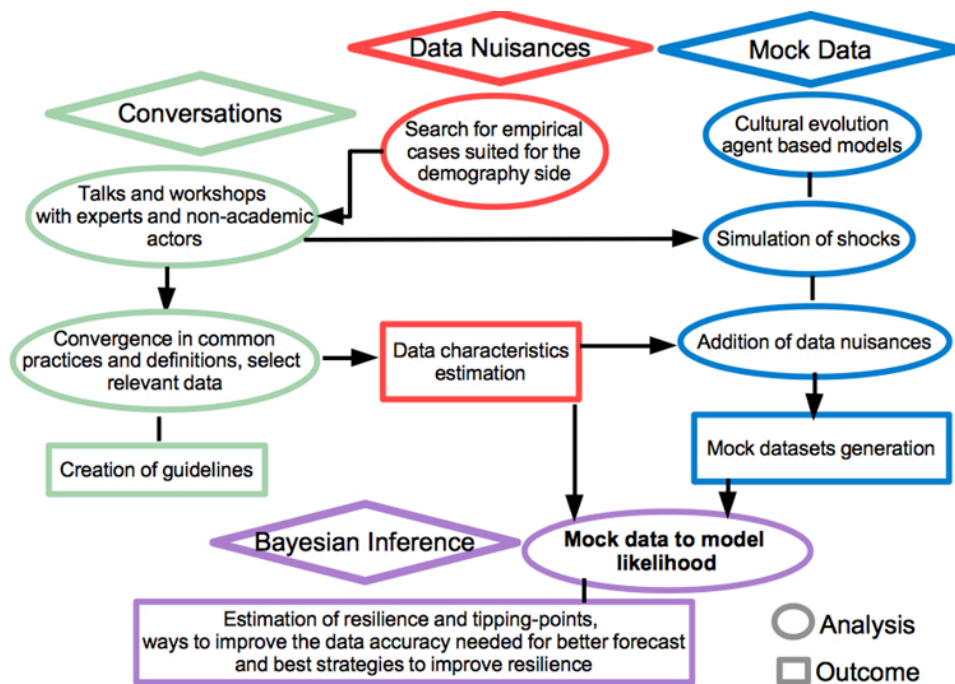 Data Nuisances
Mock Data
Conversations
Search for empirical
cases suited for the
demography side
Cultural evolution
agent based models
Talks and workshops
with experts and non-academic
actors
Simulation of shocks
Convergence in common
practices and definitions, select
relevant data
Data characteristics
estimation
Addition of data nuisances
Creation of guidelines
Mock datasets generation
Bayesian Inference
Mock data to model
likelihood
Estimation of resilience and tipping-points,
ways to improve the data accuracy needed for better forecast
and best strategies to improve resilience
Analysis
Outcome